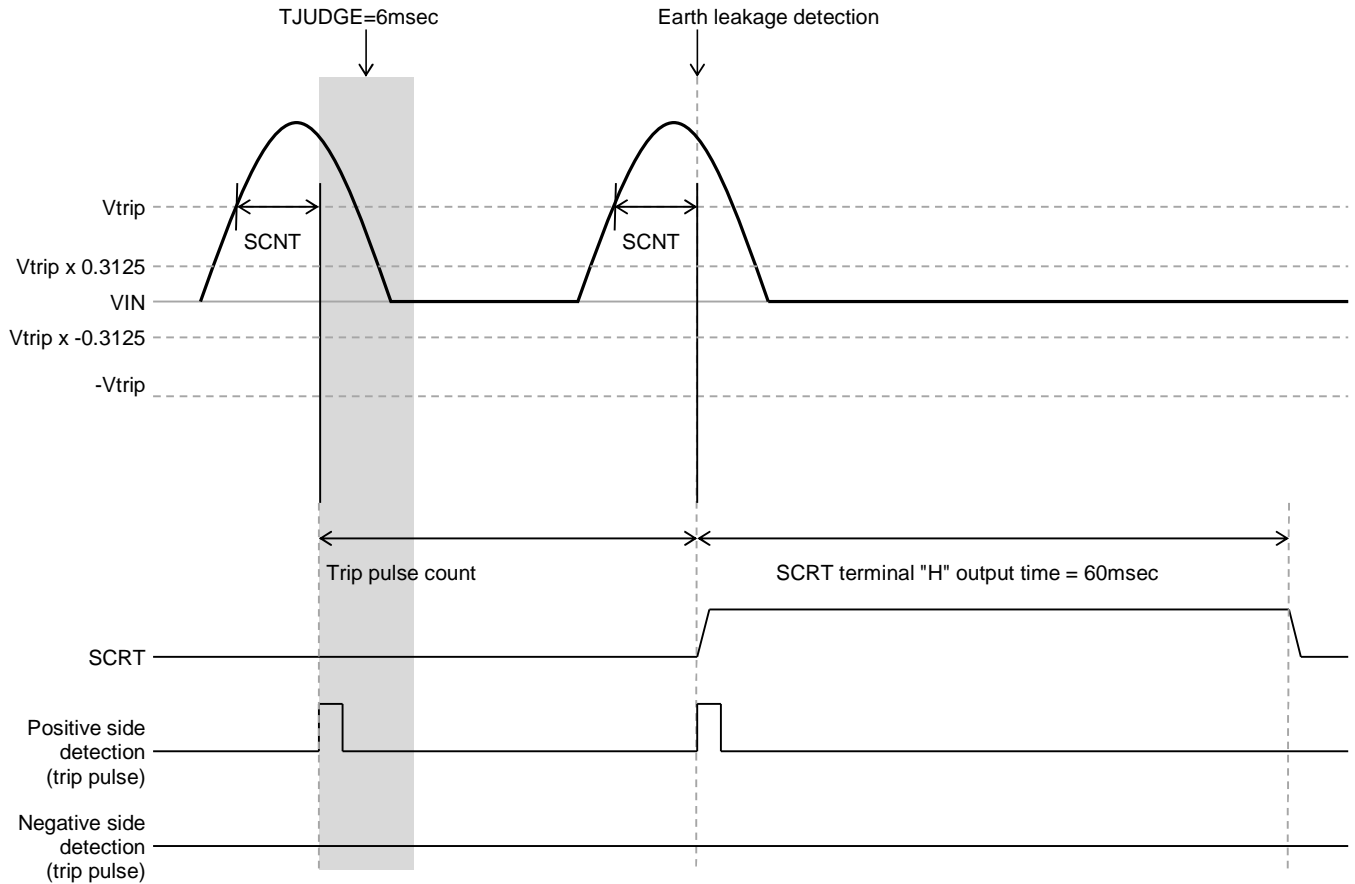 TJUDGE=6msec
Earth leakage detection
Vtrip
SCNT
SCNT
Vtrip x 0.3125
VIN
Vtrip x -0.3125
-Vtrip
Trip pulse count
SCRT terminal "H" output time = 60msec
SCRT
Positive side
detection
(trip pulse)
Negative side
detection
(trip pulse)